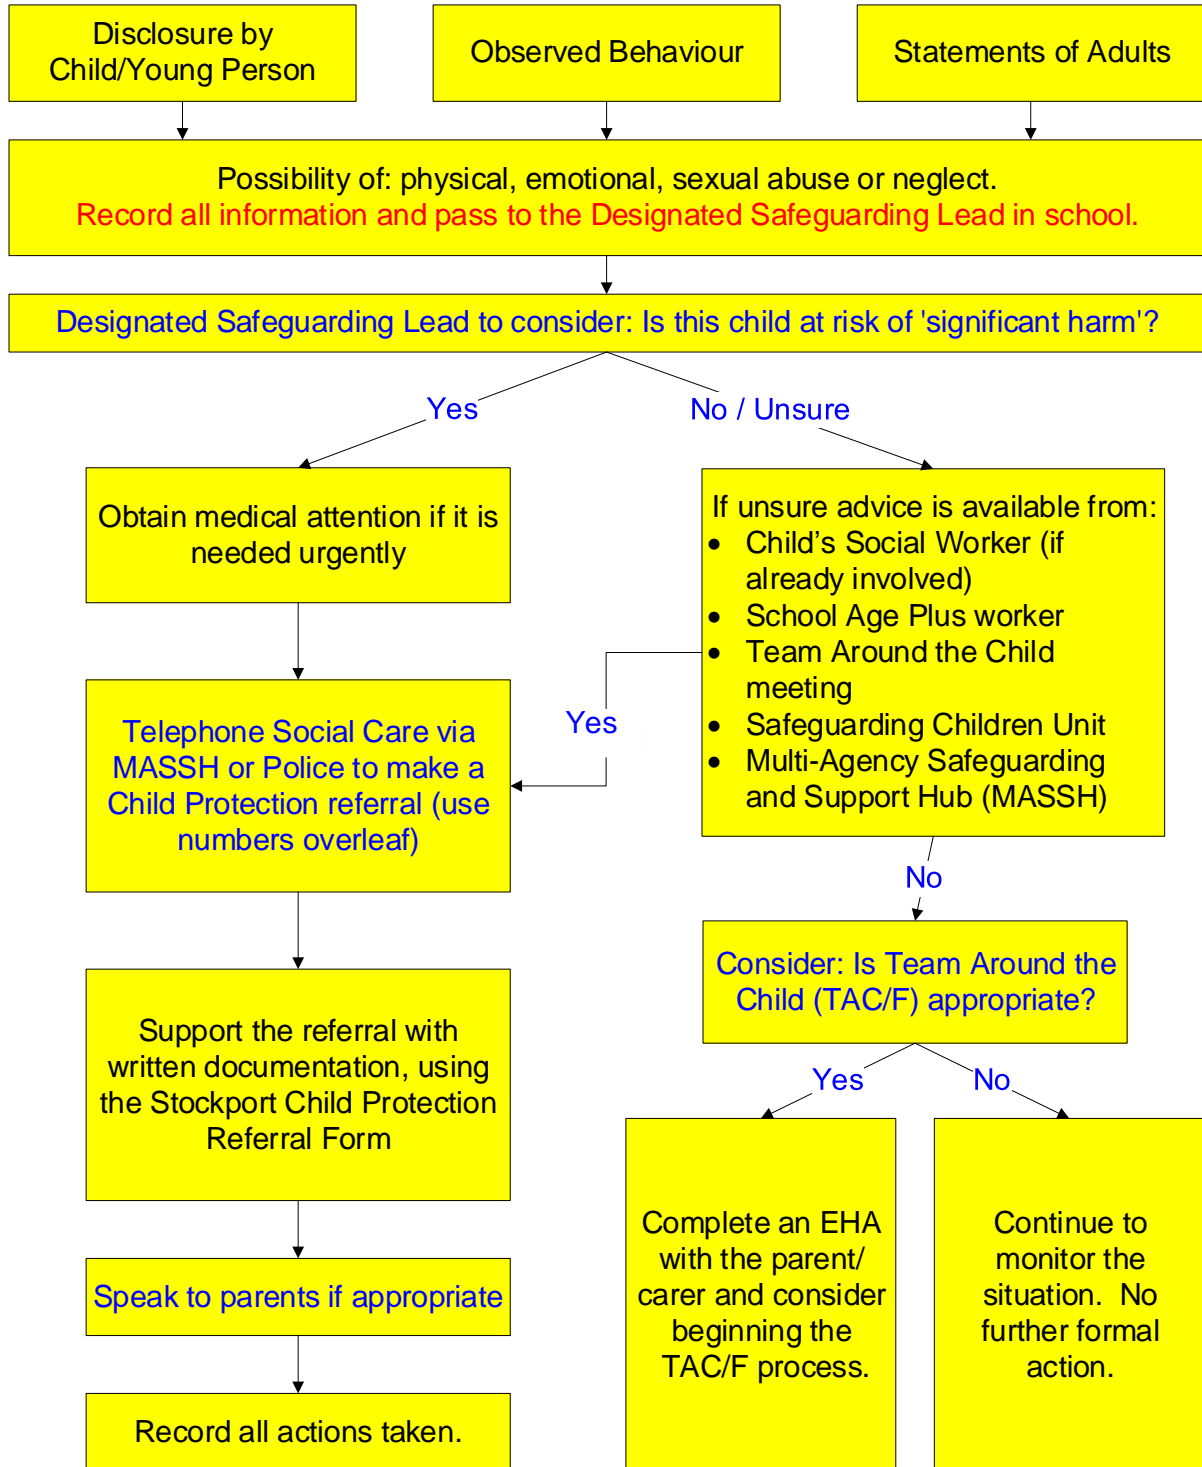 Disclosure by
Child/Young Person
Observed Behaviour
Statements of Adults
Possibility of: physical, emotional, sexual abuse or neglect.
Record all information and pass to the Designated Safeguarding Lead in school.
Designated Safeguarding Lead to consider: Is this child at risk of 'significant harm'?
Yes
No / Unsure
Obtain medical attention if it is
needed urgently
If unsure advice is available from:
• Child’s Social Worker (if
already involved)
• School Age Plus worker
• Team Around the Child
meeting
• Safeguarding Children Unit
• Multi-Agency Safeguarding
and Support Hub (MASSH)
Yes
Telephone Social Care via
MASSH or Police to make a
Child Protection referral (use
numbers overleaf)
No
Consider: Is Team Around the
Child (TAC/F) appropriate?
Support the referral with
written documentation, using
the Stockport Child Protection
Referral Form
Yes
No
Speak to parents if appropriate
Record all actions taken.
Complete an EHA
with the parent/
carer and consider
beginning the
TAC/F process.
Continue to
monitor the
situation.  No
further formal
action.